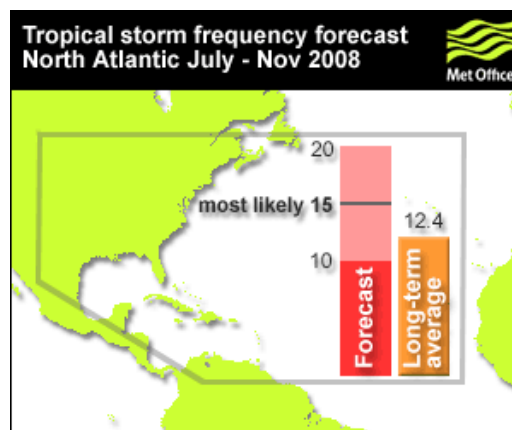 Tropical storm frequency forecast
North Atlantic July - Nov 2008
Met Office
20
most likely 15
12.4
10
Forecast
Long-term
average